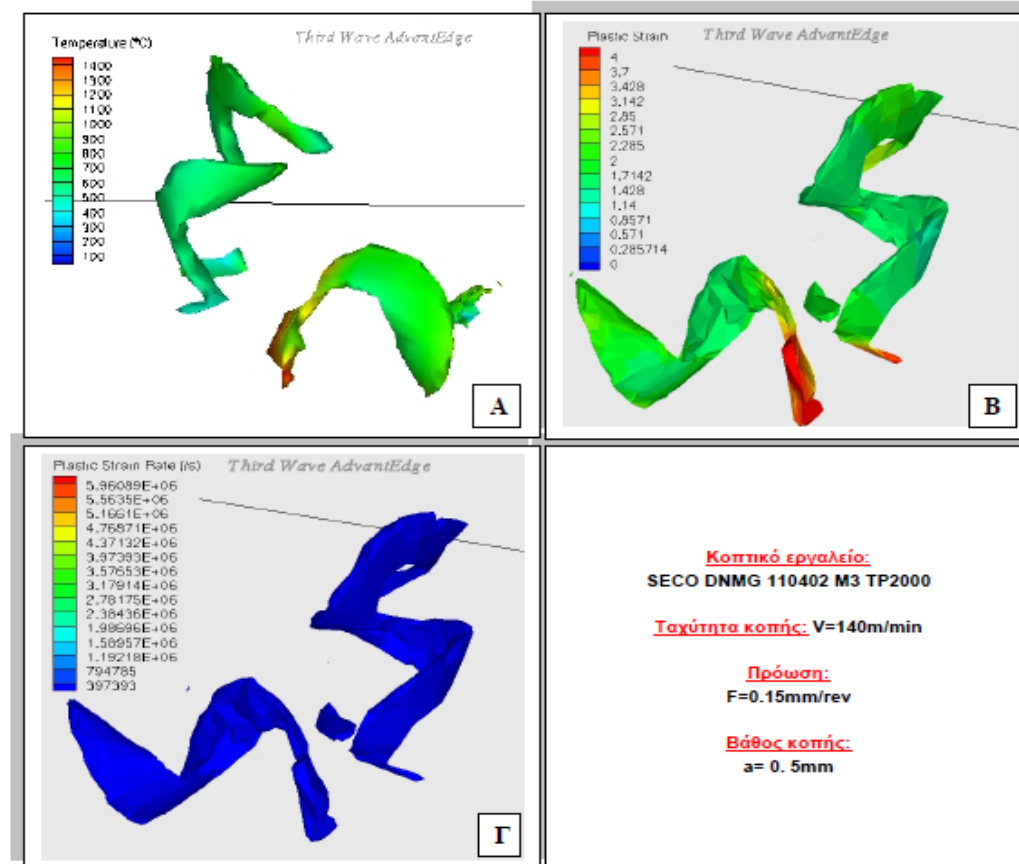 Temperature (°C)
Third Wave AdvantEdge
1400
1300
1200
1100
1000
900
800
700
600
500
400
300
200
100
A
Plastic Strain
Third Wave AdvantEdge
4
3.7
3.428
3.142
2.85
2.571
2.285
2
1.7142
1.428
1.14
0.8571
0.571
0.285714
0
B
Plastic Strain Rate (/s)
Third Wave AdvantEdge
5.96089E+06
5.5635E+06
5.1661E+06
4.76871E+06
4.37132E+06
3.97393E+06
3.57653E+06
3.17914E+06
2.78175E+06
2.38436E+06
1.98696E+06
1.58957E+06
1.19218E+06
794785
397393
Γ
Κοπτικό εργαλείο:
SECO DNMG 110402 M3 TP2000
Ταχύτητα κοπής: V=140m/min
Πρόωση:
F=0.15mm/rev
Βάθος κοπής:
a= 0. 5mm